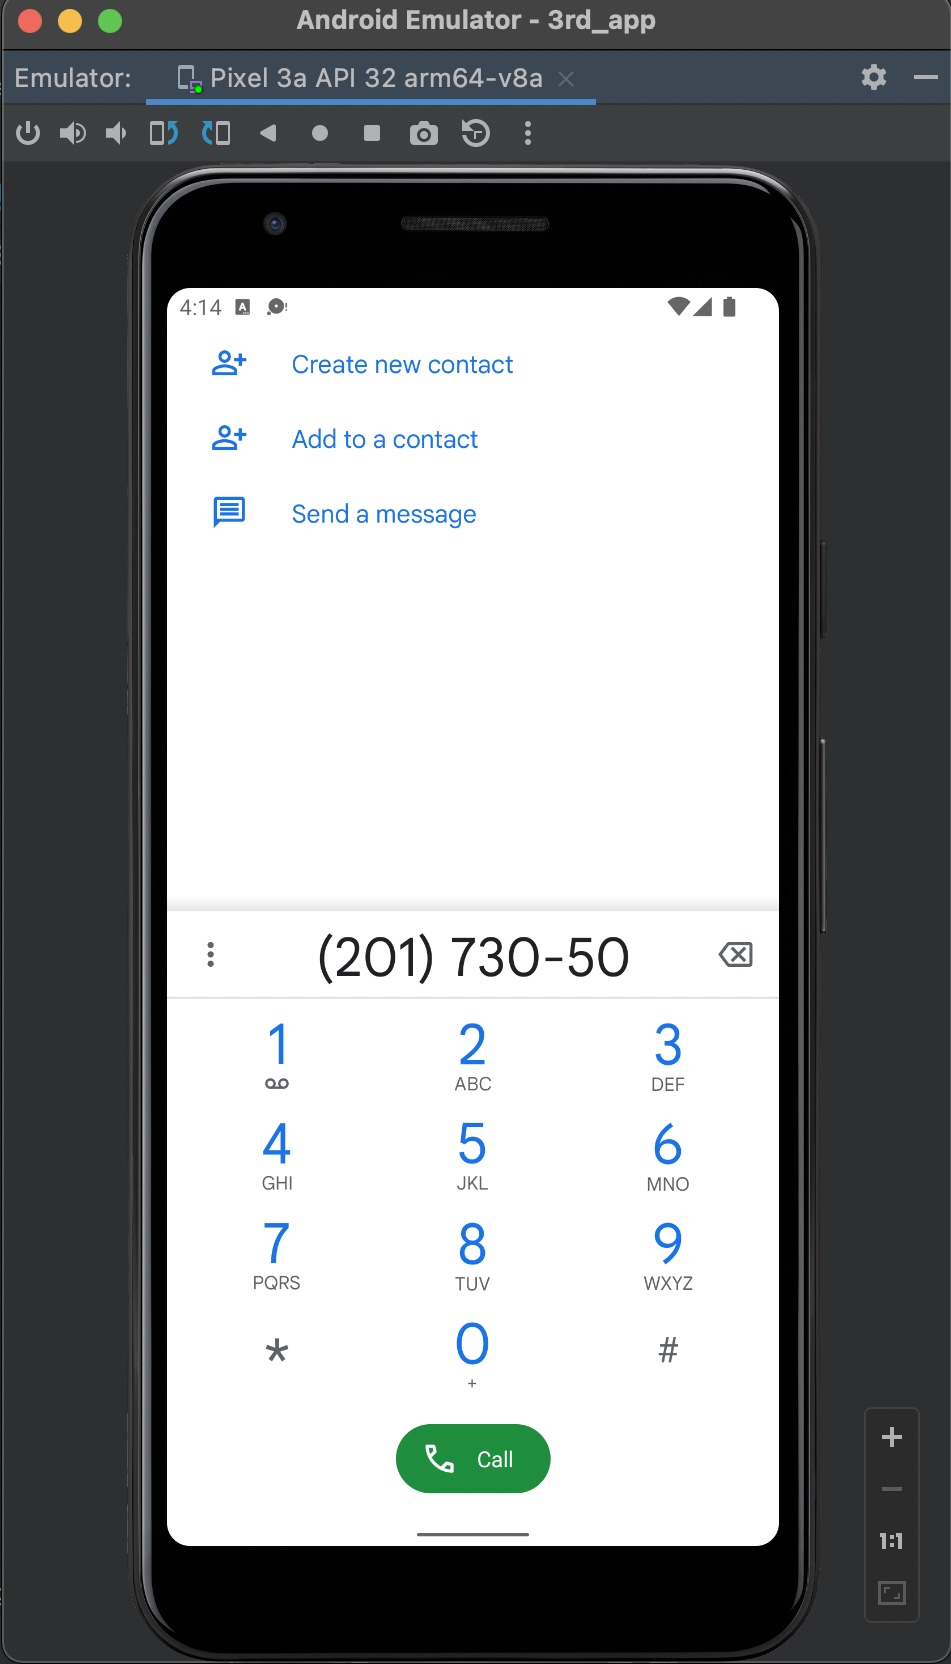 Android Emulator - 3rd_app
Emulator: Pixel 3a API 32 arm64-v8a
4:14 A
Create new contact
Add to a contact
Send a message
(201) 730-50
1 2 3
ABC DEF
4 5 6
GHI JKL MNO
7 8 9
PQRS TUV WXYZ
* 0 #
+
Call
1:1